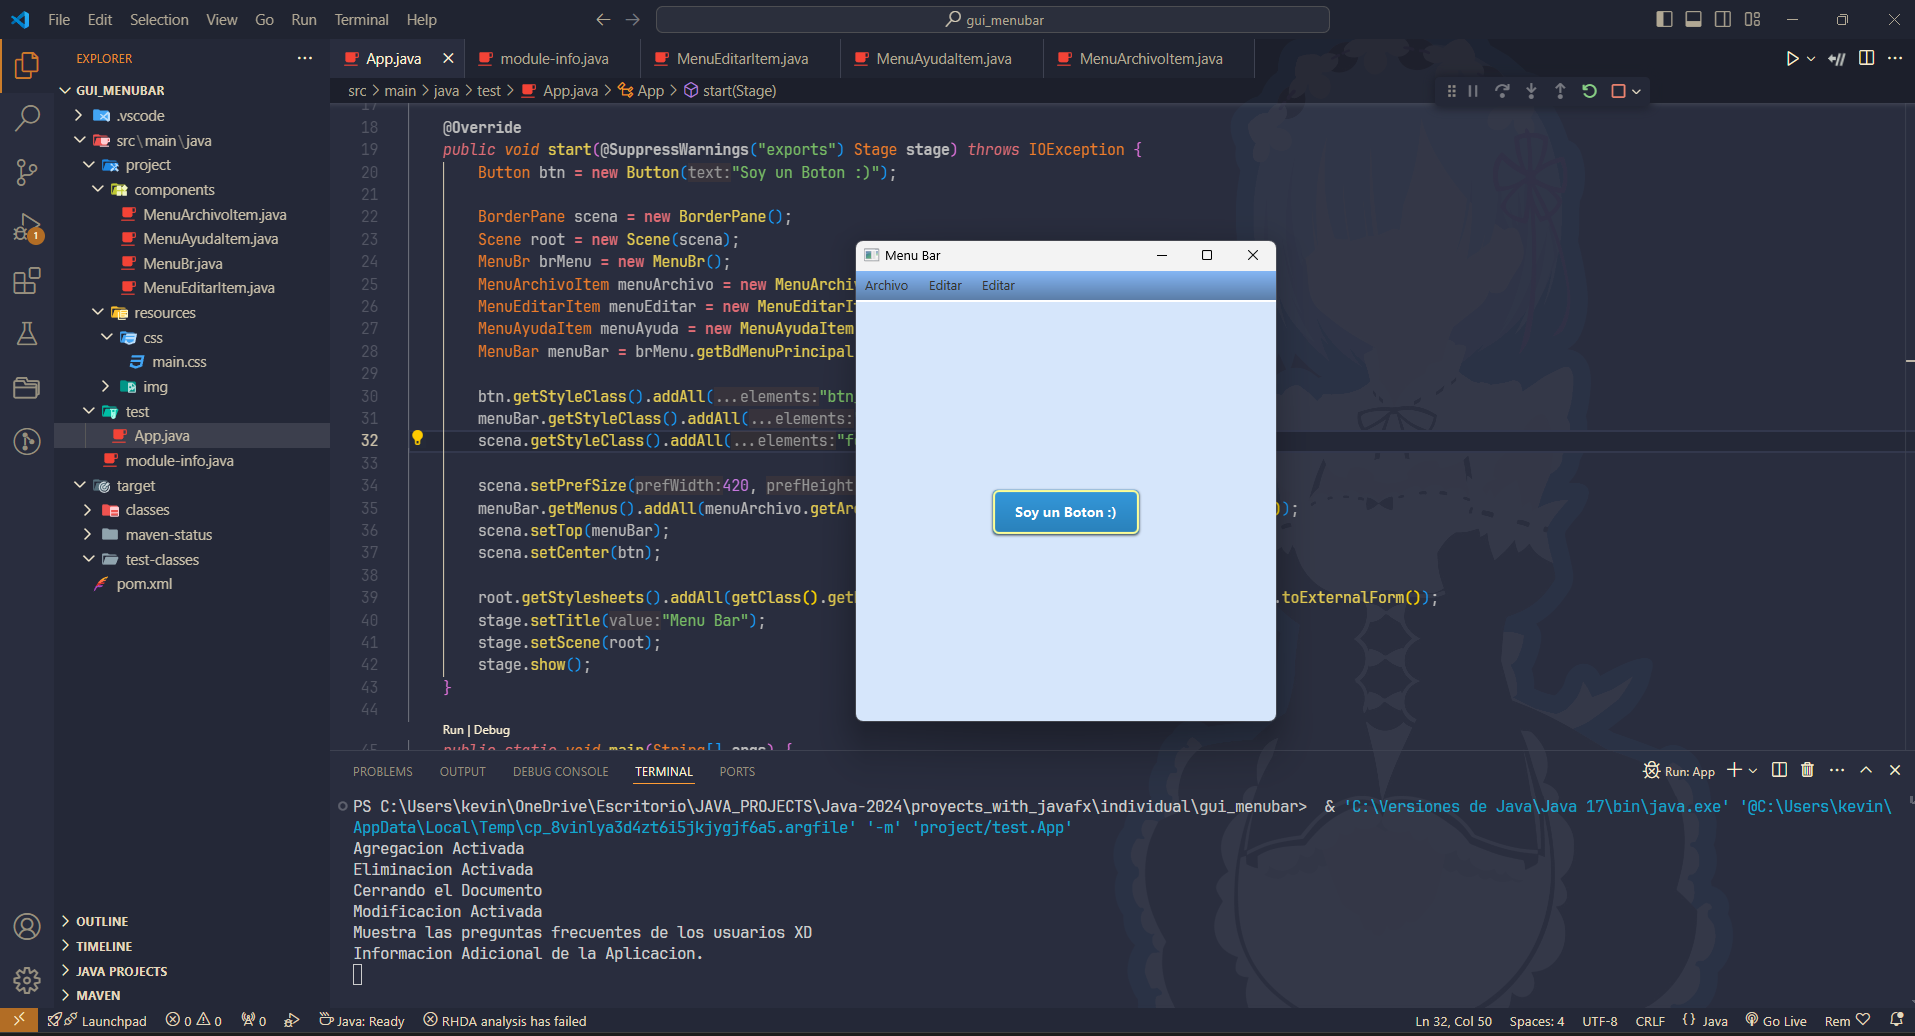 File Edit Selection View Go Run Terminal Help
gui_menubar
EXPLORER
GUI_MENUBAR
.vscode
src\main\java
project
components
MenuArchivoItem.java
MenuAyudaItem.java
MenuBr.java
MenuEditarItem.java
resources
css
main.css
img
test
App.java
module-info.java
target
classes
maven-status
test-classes
pom.xml
OUTLINE
TIMELINE
JAVA PROJECTS
MAVEN
1
App.java module-info.java MenuEditarItem.java MenuAyudaItem.java MenuArchivoItem.java
src > main > java > test > App.java > App > start(Stage)
17
18 @Override
19 public void start(@SuppressWarnings("exports") Stage stage) throws IOException {
20 Button btn = new Button(text:"Soy un Boton :)");
21
22 BorderPane scena = new BorderPane();
23 Scene root = new Scene(scena);
24 MenuBr brMenu = new MenuBr();
25 MenuArchivoItem menuArchivo = new MenuArchi
26 MenuEditarItem menuEditar = new MenuEditarI
27 MenuAyudaItem menuAyuda = new MenuAyudaItem
28 MenuBar menuBar = brMenu.getBdMenuPrincipal
29
30 btn.getStyleClass().addAll(...elements:"btn
31 menuBar.getStyleClass().addAll(...elements:
32 scena.getStyleClass().addAll(...elements:"f
33
34 scena.setPrefSize(prefWidth:420, prefHeight
35 menuBar.getMenus().addAll(menuArchivo.getAr );
36 scena.setTop(menuBar);
37 scena.setCenter(btn);
38
39 root.getStylesheets().addAll(getClass().get .toExternalForm());
40 stage.setTitle(value:"Menu Bar");
41 stage.setScene(root);
42 stage.show();
43 }
44
Run | Debug
45 public static void main(String[] args) {
Menu Bar
Archivo Editar Editar
Soy un Boton :)
PROBLEMS OUTPUT DEBUG CONSOLE TERMINAL PORTS
Run: App
PS C:\Users\kevin\OneDrive\Escritorio\JAVA_PROJECTS\Java-2024\proyects_with_javafx\individual\gui_menubar> & 'C:\Versiones de Java\Java 17\bin\java.exe' '@C:\Users\kevin\
AppData\Local\Temp\cp_8vinlya3d4zt6i5jkjygjf6a5.argfile' '-m' 'project/test.App'
Agregacion Activada
Eliminacion Activada
Cerrando el Documento
Modificacion Activada
Muestra las preguntas frecuentes de los usuarios XD
Informacion Adicional de la Aplicacion.
Launchpad 0 0 0 Java: Ready RHDA analysis has failed Ln 32, Col 50 Spaces: 4 UTF-8 CRLF {} Java Go Live Rem